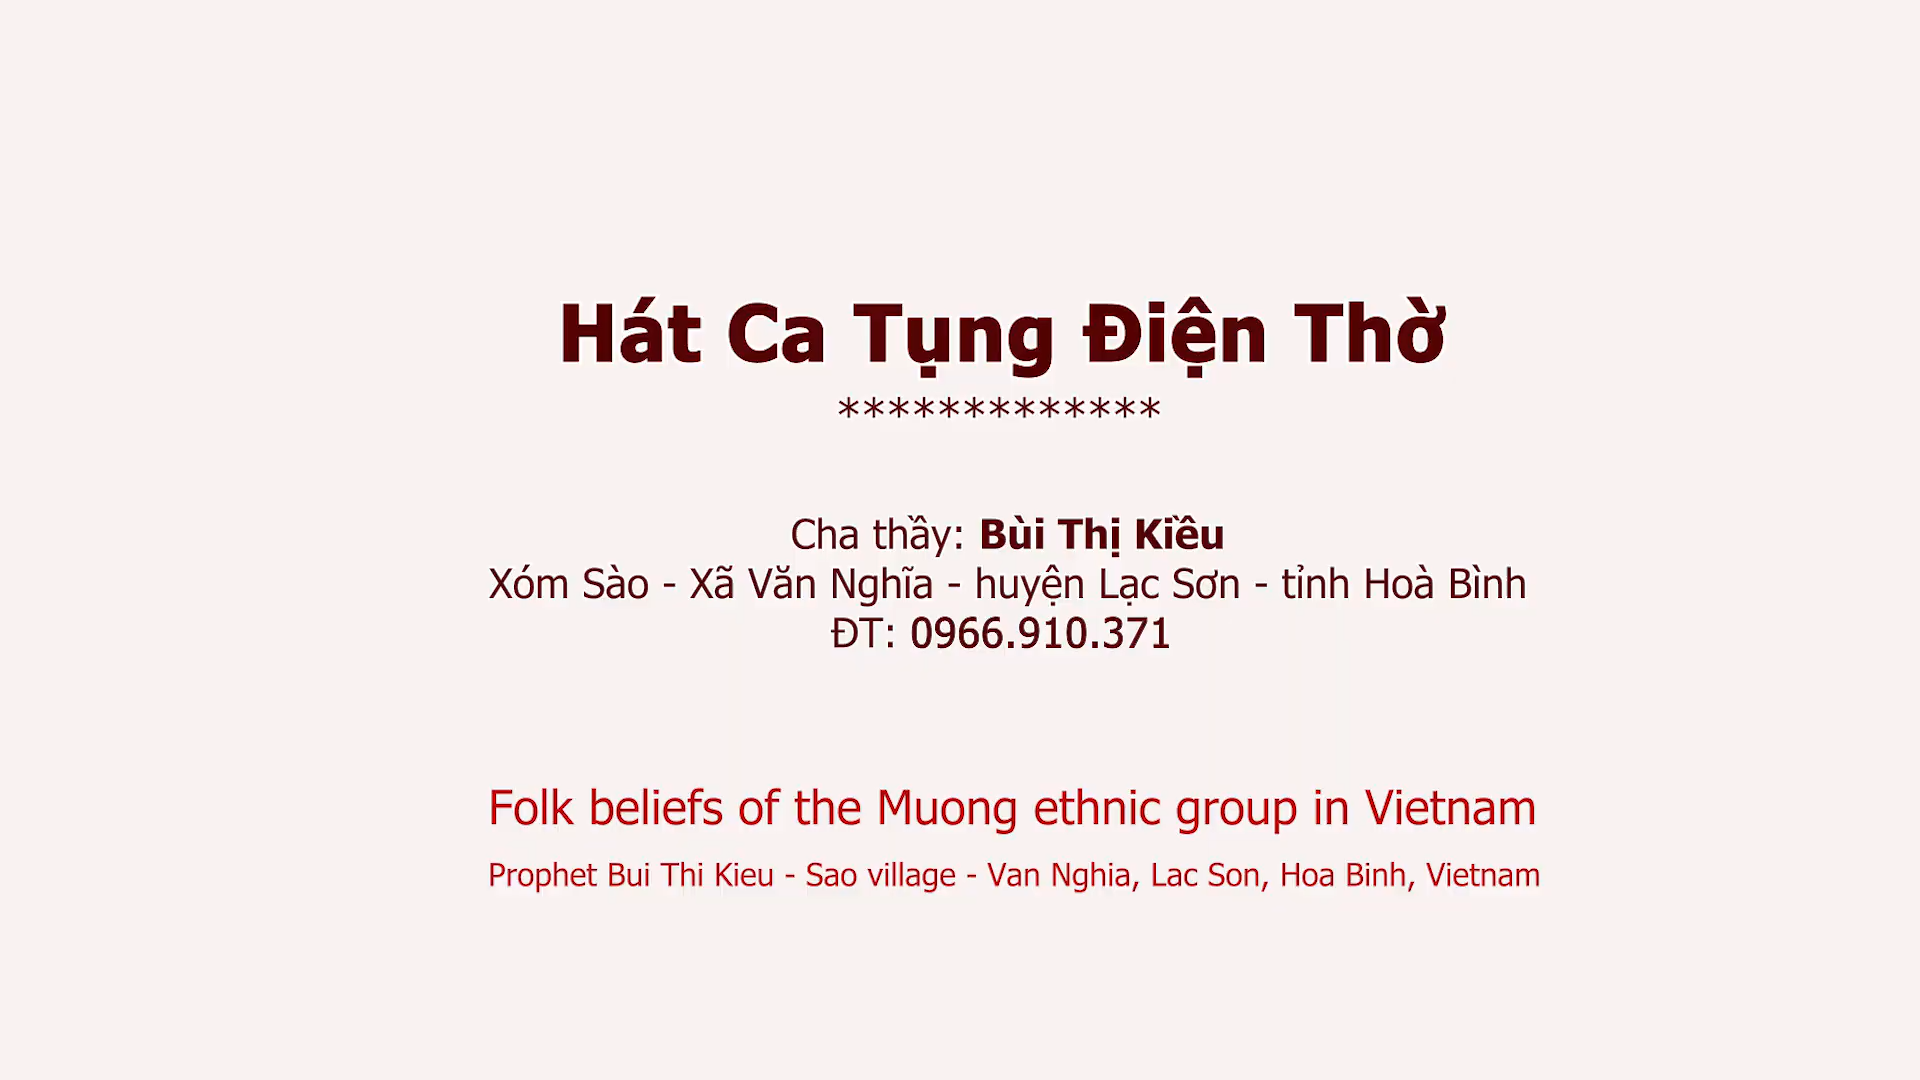 Hát Ca Tụng Điện Thờ
*************
Cha thầy: Bùi Thị Kiều
Xóm Sào - Xã Văn Nghĩa - huyện Lạc Sơn - tỉnh Hoà Bình
ĐT: 0966.910.371
Folk beliefs of the Muong ethnic group in Vietnam
Prophet Bui Thi Kieu - Sao village - Van Nghia, Lac Son, Hoa Binh, Vietnam